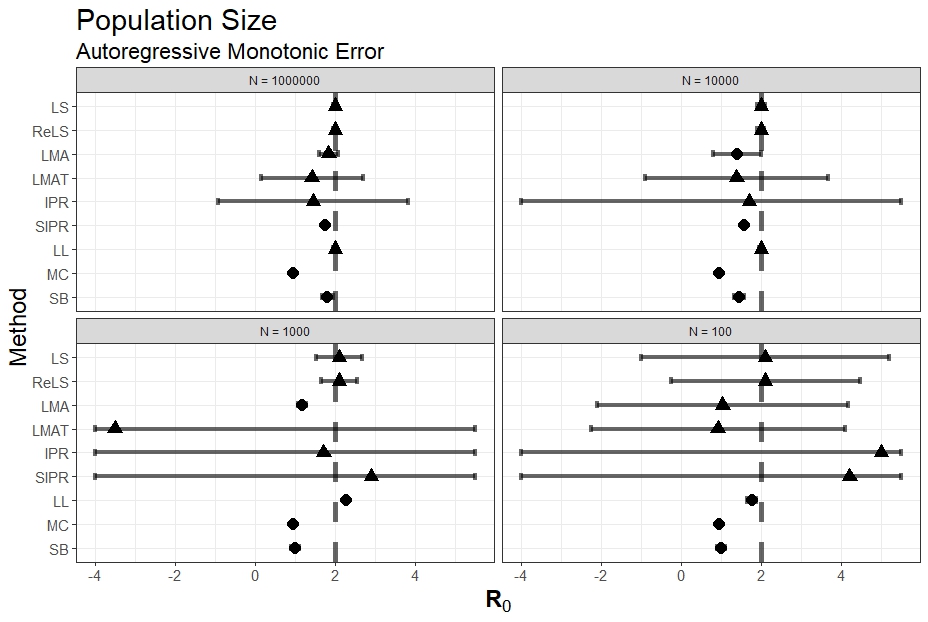 Population Size
Autoregressive Monotonic Error
N = 1000000
N = 10000
LS
ReLS
LMA
LMAT
IPR
SIPR
LL
MC
SB
N = 1000
N = 100
LS
ReLS
LMA
LMAT
IPR
SIPR
LL
MC
SB
Method
-4 -2 0 2 4
-4 -2 0 2 4
R0